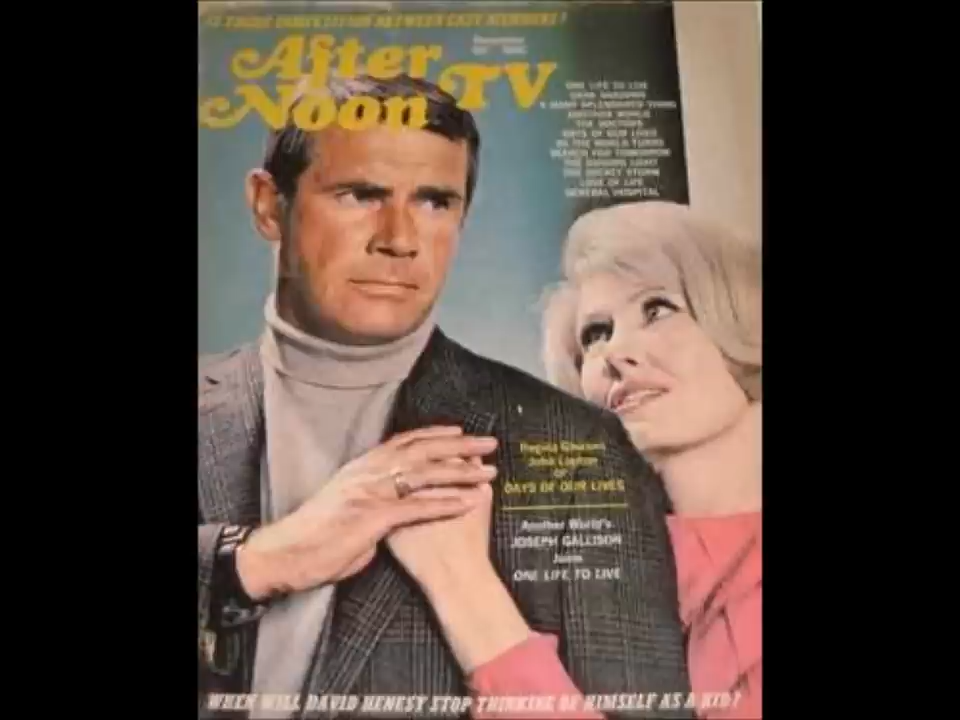 BETWEEN
After
Noon TV
ONE LIFE TO LIVE
DARK SHADOWS
A MANY SPLENDORED THING
ANOTHER WORLD
THE DOCTORS
DAYS OF OUR LIVES
AS THE WORLD TURNS
SEARCH FOR TOMORROW
THE GUIDING LIGHT
THE SECRET STORM
LOVE OF LIFE
GENERAL HOSPITAL
Regina
John Lupton
of
DAYS OF OUR LIVES
Another World's
JOSEPH GALLISON
Joins
ONE LIFE TO LIVE
WHEN WILL DAVID HENESY STOP THINKING OF HIMSELF AS A KID?